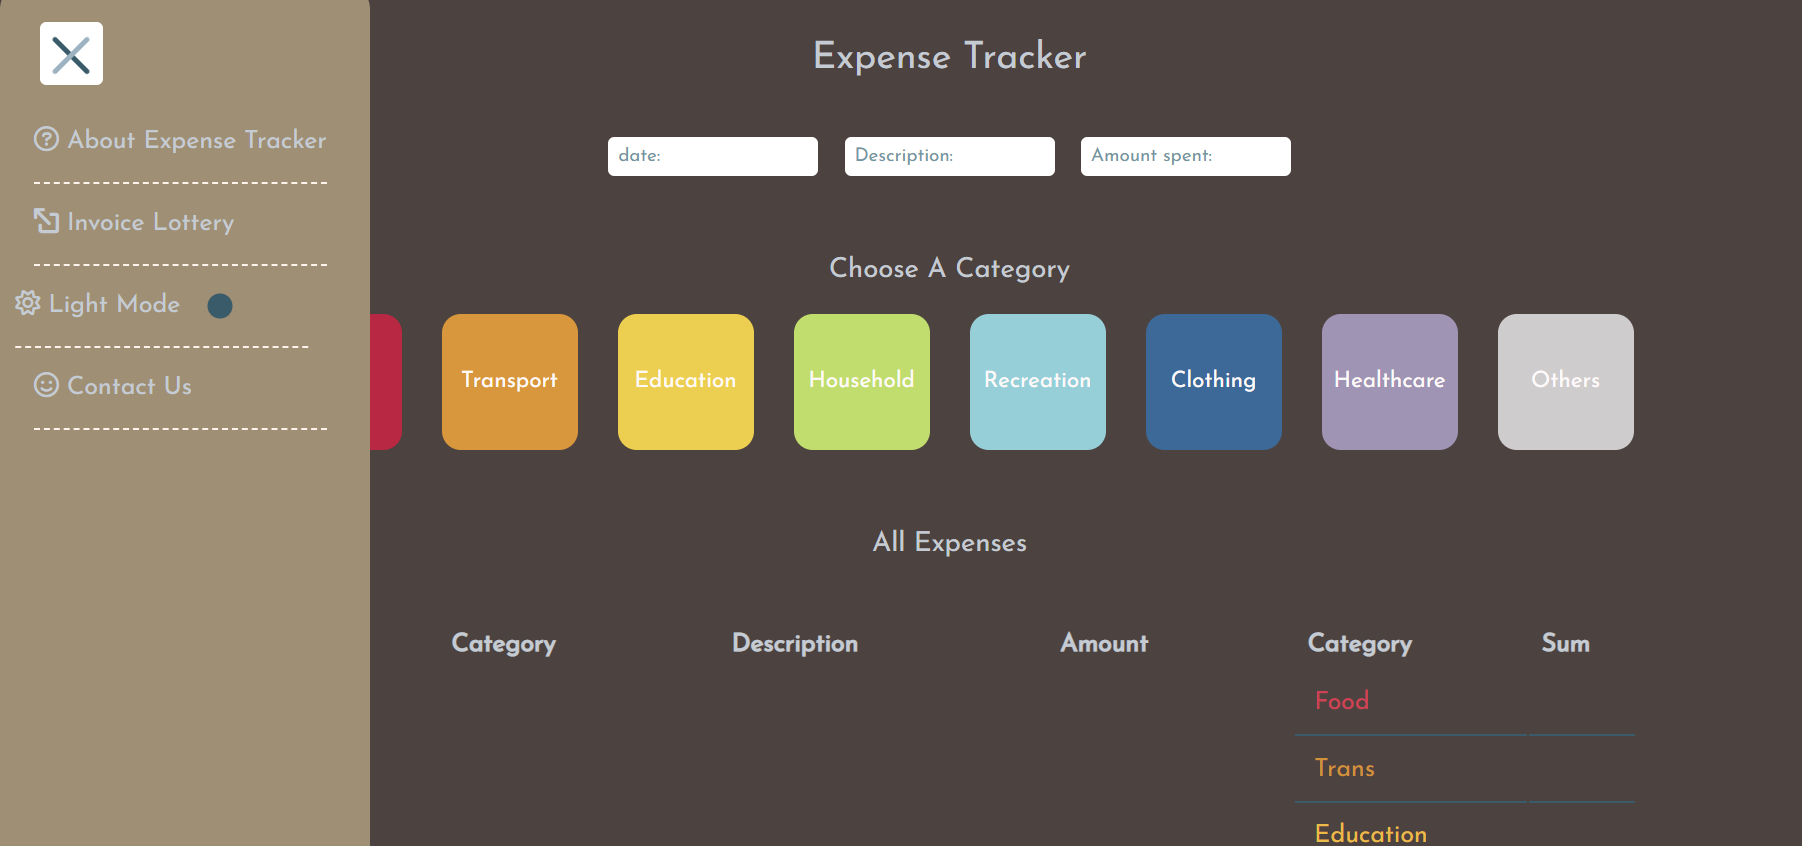 About Expense Tracker
Invoice Lottery
Light Mode
Contact Us
Expense Tracker
date: Description: Amount spent:
Choose A Category
Transport Education Household Recreation Clothing Healthcare Others
All Expenses
Category Description Amount Category Sum
Food
Trans
Education